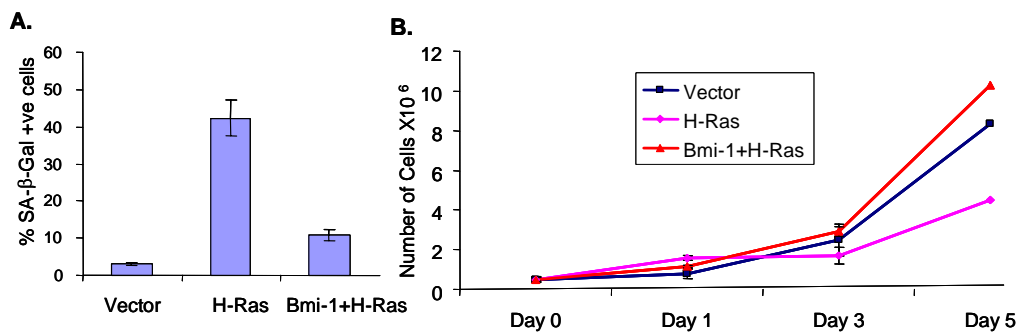 A.
% SA-β-Gal +ve cells
60
50
40
30
20
10
0
Vector
H-Ras
Bmi-1+H-Ras
B.
Number of Cells X10⁶
12
10
8
6
4
2
0
Vector
H-Ras
Bmi-1+H-Ras
Day 0
Day 1
Day 3
Day 5